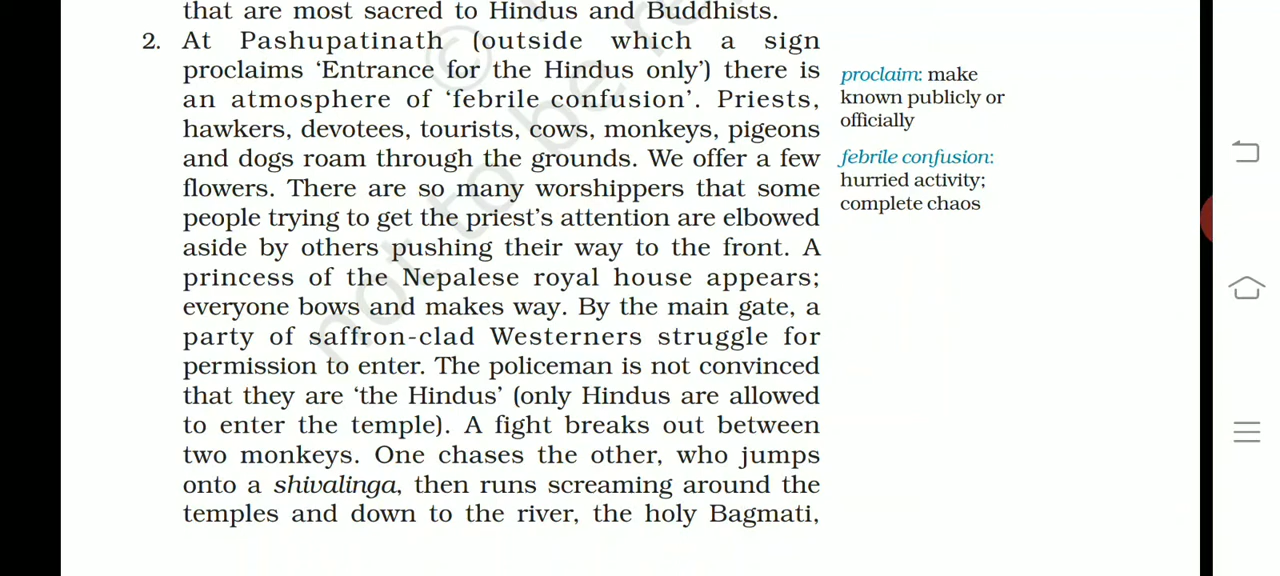 that are most sacred to Hindus and Buddhists.
2. At Pashupatinath (outside which a sign
proclaims ‘Entrance for the Hindus only’) there is
an atmosphere of ‘febrile confusion’. Priests,
hawkers, devotees, tourists, cows, monkeys, pigeons
and dogs roam through the grounds. We offer a few
flowers. There are so many worshippers that some
people trying to get the priest’s attention are elbowed
aside by others pushing their way to the front. A
princess of the Nepalese royal house appears;
everyone bows and makes way. By the main gate, a
party of saffron-clad Westerners struggle for
permission to enter. The policeman is not convinced
that they are ‘the Hindus’ (only Hindus are allowed
to enter the temple). A fight breaks out between
two monkeys. One chases the other, who jumps
onto a shivalinga, then runs screaming around the
temples and down to the river, the holy Bagmati,
proclaim: make
known publicly or
officially
febrile confusion:
hurried activity;
complete chaos
©
not to be re